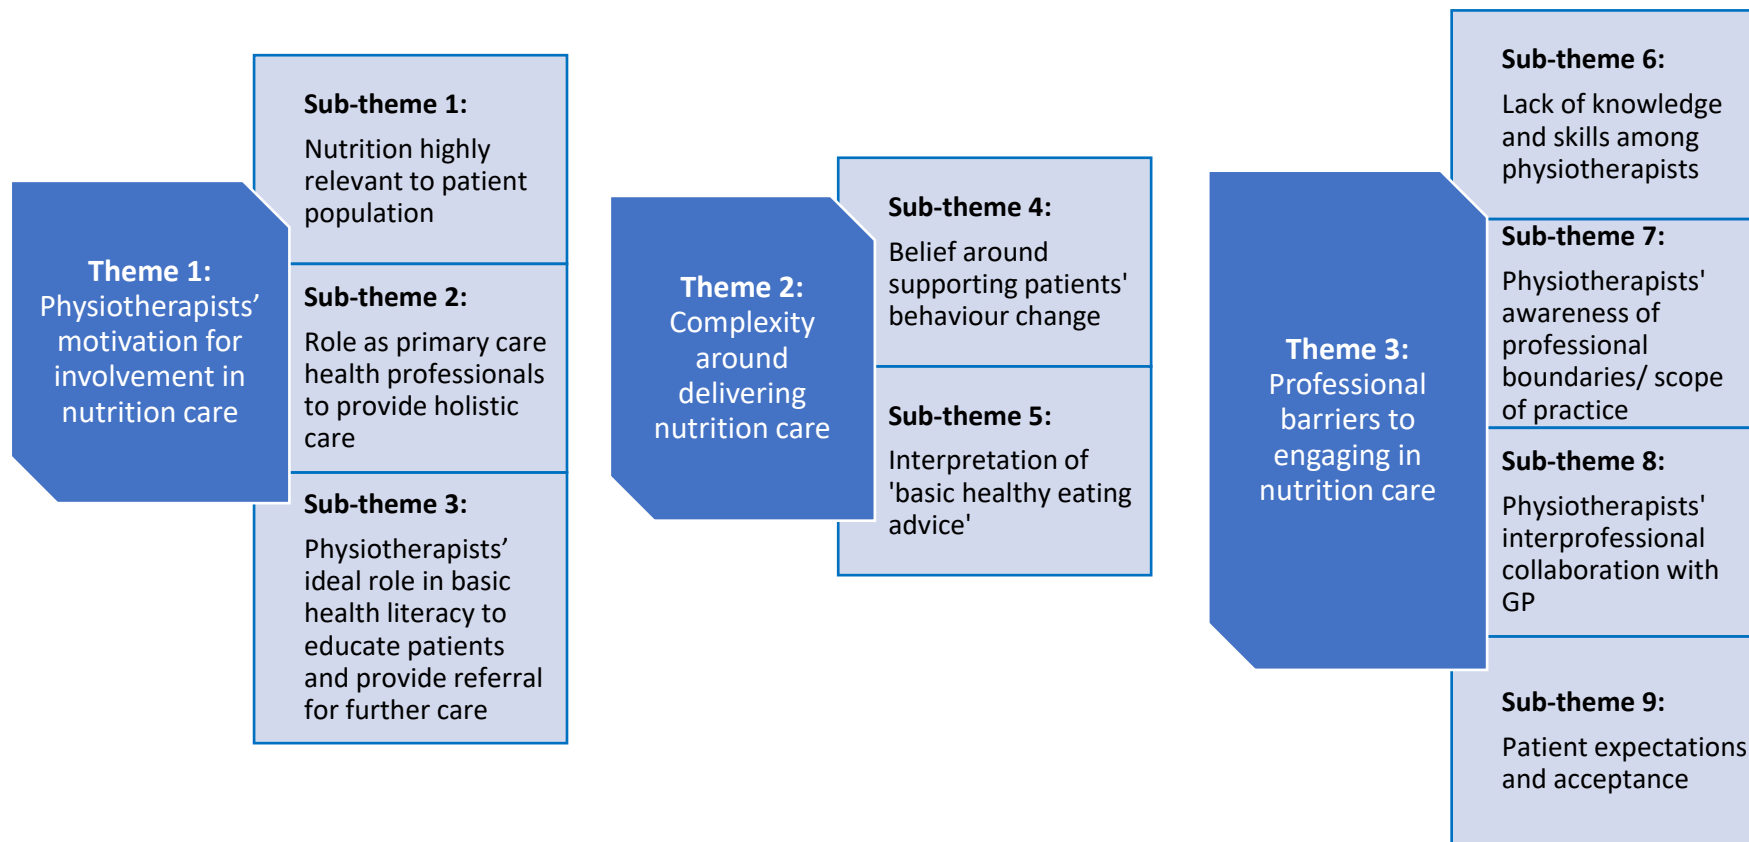 Theme 1:
Physiotherapists’
motivation for
involvement in
nutrition care
Sub-theme 1:
Nutrition highly
relevant to patient
population
Sub-theme 2:
Role as primary care
health professionals
to provide holistic
care
Sub-theme 3:
Physiotherapists’
ideal role in basic
health literacy to
educate patients
and provide referral
for further care
Theme 2:
Complexity
around
delivering
nutrition care
Sub-theme 4:
Belief around
supporting patients'
behaviour change
Sub-theme 5:
Interpretation of
'basic healthy eating
advice'
Theme 3:
Professional
barriers to
engaging in
nutrition care
Sub-theme 6:
Lack of knowledge
and skills among
physiotherapists
Sub-theme 7:
Physiotherapists'
awareness of
professional
boundaries/ scope
of practice
Sub-theme 8:
Physiotherapists'
interprofessional
collaboration with
GP
Sub-theme 9:
Patient expectations
and acceptance